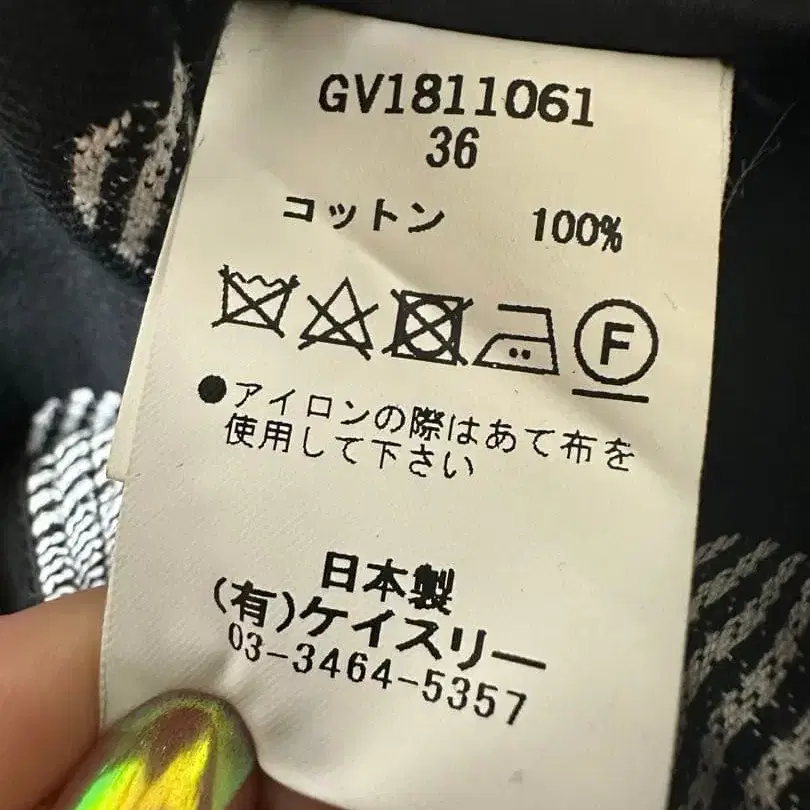 GV1811061
36
コットン 100%
F
●アイロンの際はあて布を
使用して下さい
日本製
(有)ケイスリー
03-3464-5357